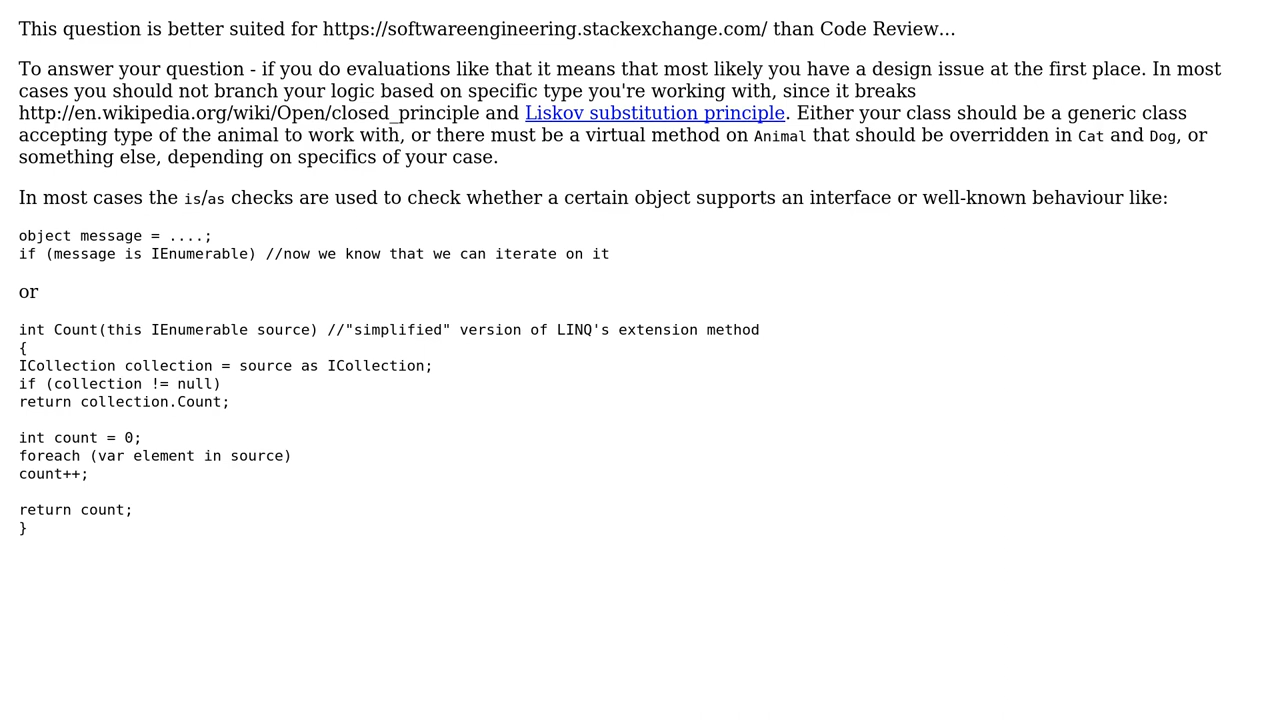 This question is better suited for https://softwareengineering.stackexchange.com/ than Code Review...
To answer your question - if you do evaluations like that it means that most likely you have a design issue at the first place. In most
cases you should not branch your logic based on specific type you're working with, since it breaks
http://en.wikipedia.org/wiki/Open/closed_principle and Liskov substitution principle. Either your class should be a generic class
accepting type of the animal to work with, or there must be a virtual method on Animal that should be overridden in Cat and Dog, or
something else, depending on specifics of your case.
In most cases the is/as checks are used to check whether a certain object supports an interface or well-known behaviour like:
object message = ....;
if (message is IEnumerable) //now we know that we can iterate on it
or
int Count(this IEnumerable source) //"simplified" version of LINQ's extension method
{
ICollection collection = source as ICollection;
if (collection != null)
return collection.Count;
int count = 0;
foreach (var element in source)
count++;
return count;
}